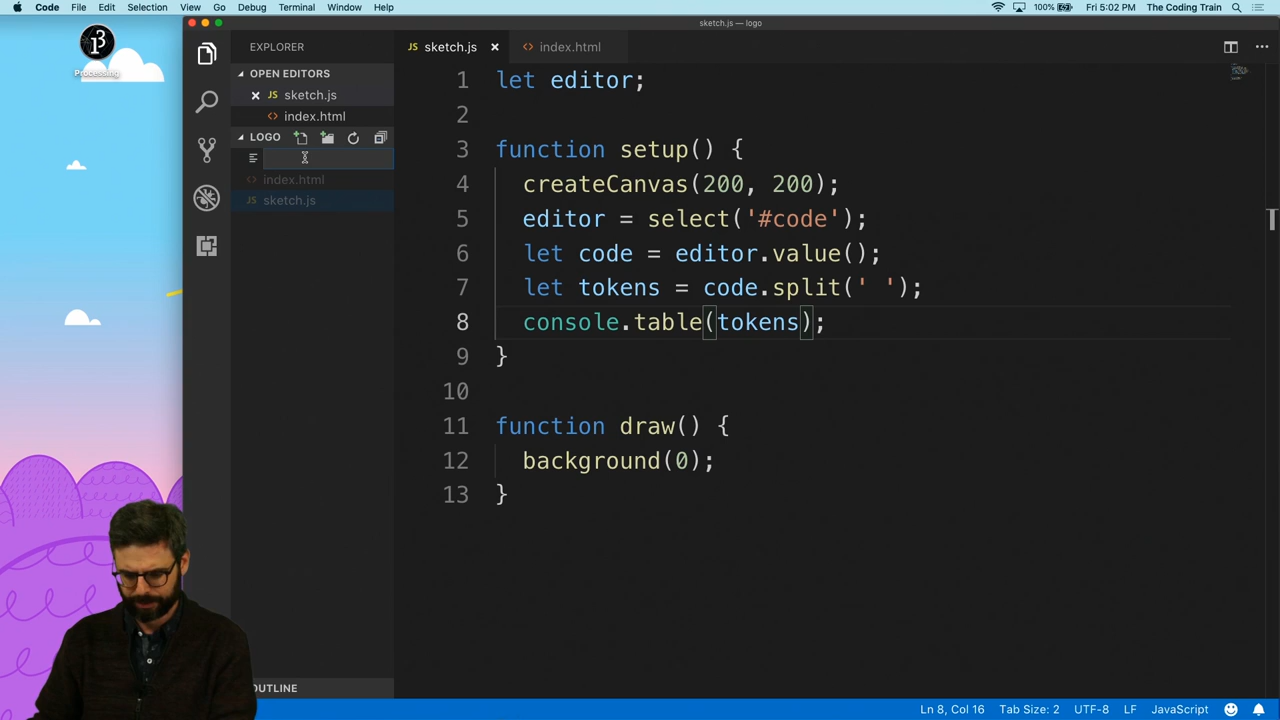 Code File Edit Selection View Go Debug Terminal Window Help 100% Fri 5:02 PM The Coding Train
sketch.js — logo
Processing
EXPLORER
OPEN EDITORS
JS sketch.js
<> index.html
LOGO
<> index.html
JS sketch.js
OUTLINE
JS sketch.js <> index.html
1 let editor;
2
3 function setup() {
4 createCanvas(200, 200);
5 editor = select('#code');
6 let code = editor.value();
7 let tokens = code.split(' ');
8 console.table(tokens);
9 }
10
11 function draw() {
12 background(0);
13 }
Ln 8, Col 16 Tab Size: 2 UTF-8 LF JavaScript